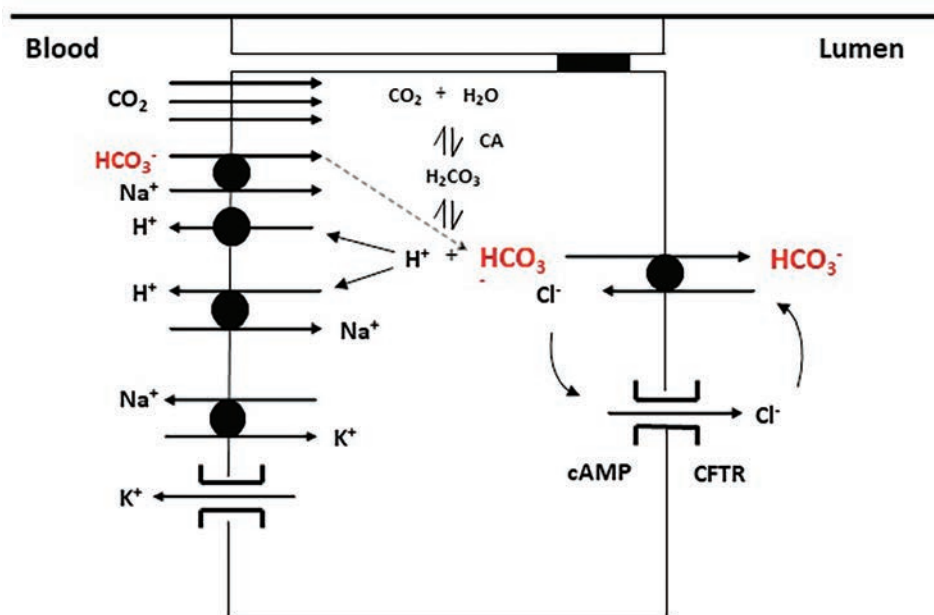 Blood
Lumen
CO₂
CO₂ + H₂O
CA
HCO₃⁻
Na⁺
H₂CO₃
H⁺
H⁺ + HCO₃
-
HCO₃⁻
H⁺
Cl⁻
Na⁺
Na⁺
Cl⁻
K⁺
cAMP CFTR
K⁺